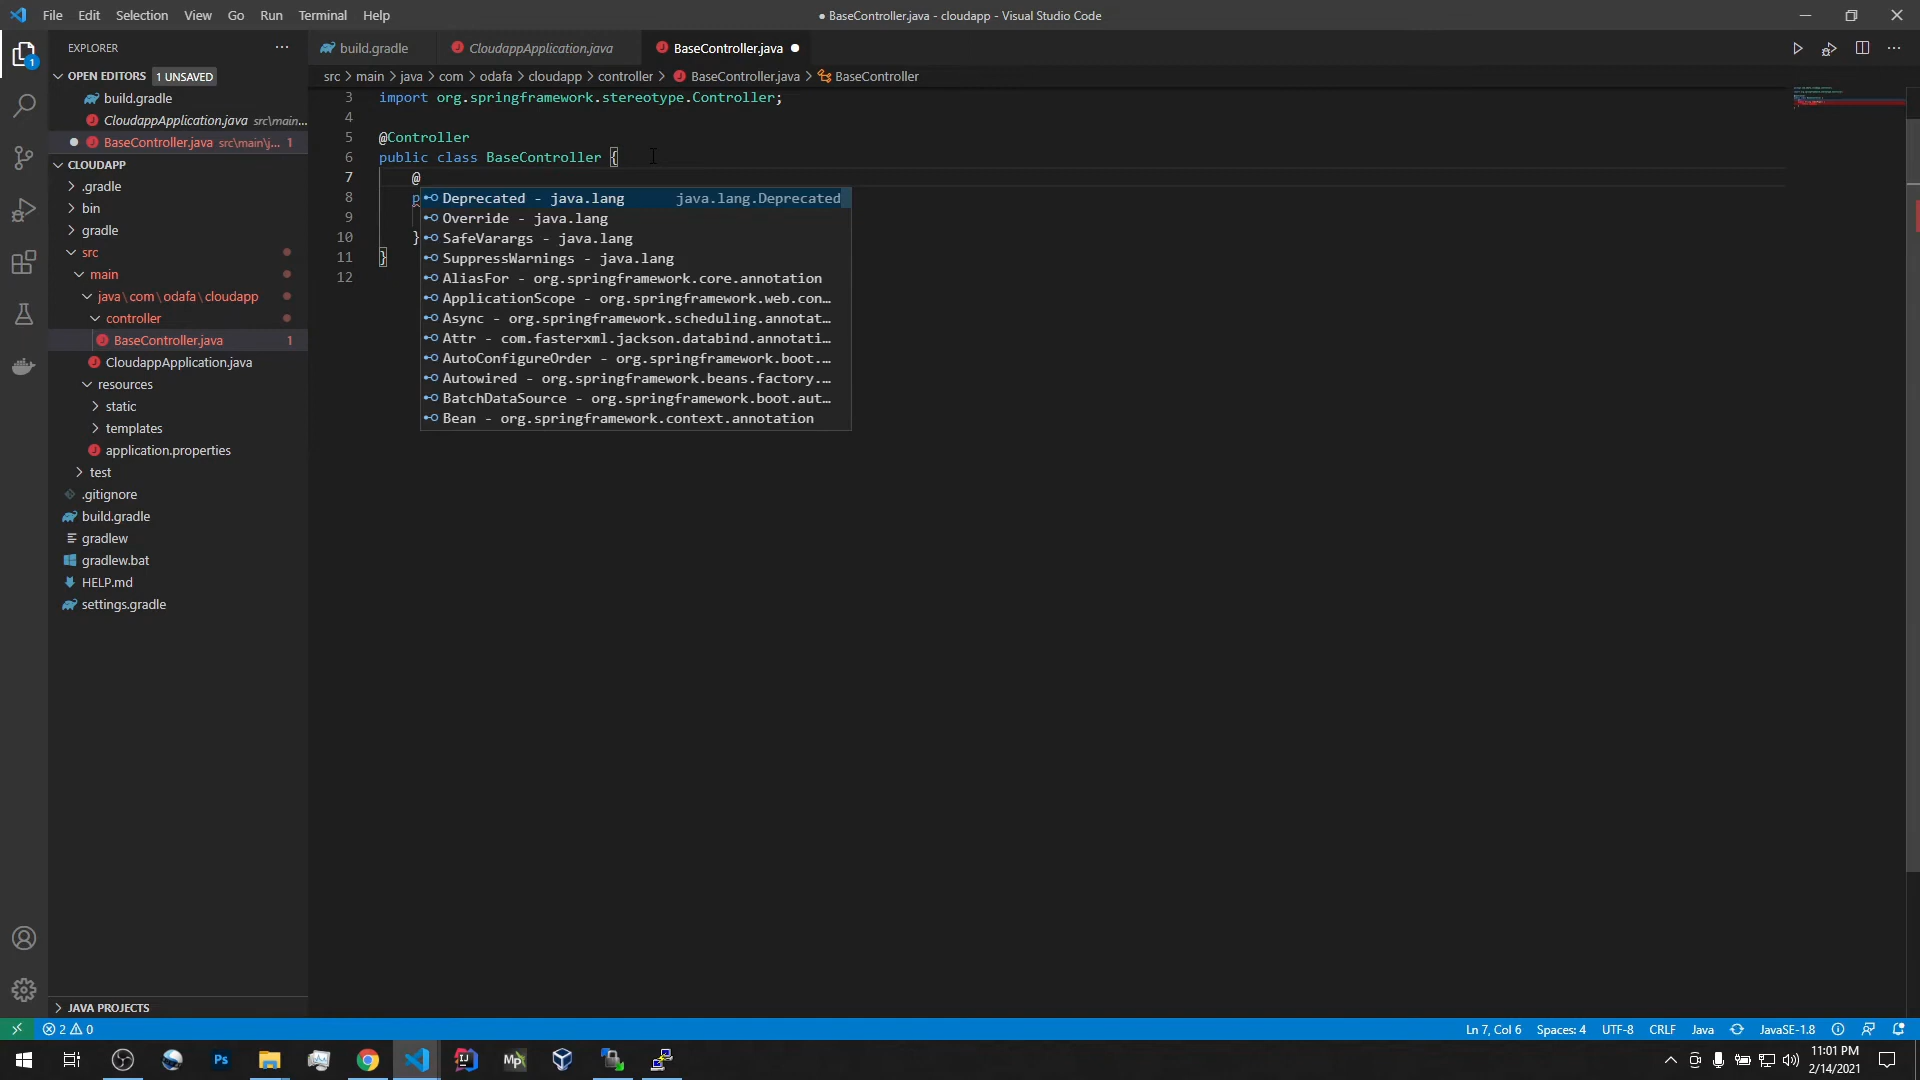 File Edit Selection View Go Run Terminal Help
● BaseController.java - cloudapp - Visual Studio Code
EXPLORER
OPEN EDITORS 1 UNSAVED
build.gradle
CloudappApplication.java src\main...
BaseController.java src\main\j... 1
CLOUDAPP
.gradle
bin
gradle
src
main
java\com\odafa\cloudapp
controller
BaseController.java 1
CloudappApplication.java
resources
static
templates
application.properties
test
.gitignore
build.gradle
gradlew
gradlew.bat
HELP.md
settings.gradle
JAVA PROJECTS
build.gradle CloudappApplication.java BaseController.java
src > main > java > com > odafa > cloudapp > controller > BaseController.java > BaseController
3 import org.springframework.stereotype.Controller;
4
5 @Controller
6 public class BaseController {
7 @
8 p
9
10 }
11 }
12
Deprecated - java.lang java.lang.Deprecated
Override - java.lang
SafeVarargs - java.lang
SuppressWarnings - java.lang
AliasFor - org.springframework.core.annotation
ApplicationScope - org.springframework.web.con…
Async - org.springframework.scheduling.annotat…
Attr - com.fasterxml.jackson.databind.annotati…
AutoConfigureOrder - org.springframework.boot.…
Autowired - org.springframework.beans.factory.…
BatchDataSource - org.springframework.boot.aut…
Bean - org.springframework.context.annotation
2 0
Ln 7, Col 6 Spaces: 4 UTF-8 CRLF Java JavaSE-1.8
Ps
IJ
Mp
11:01 PM
2/14/2021